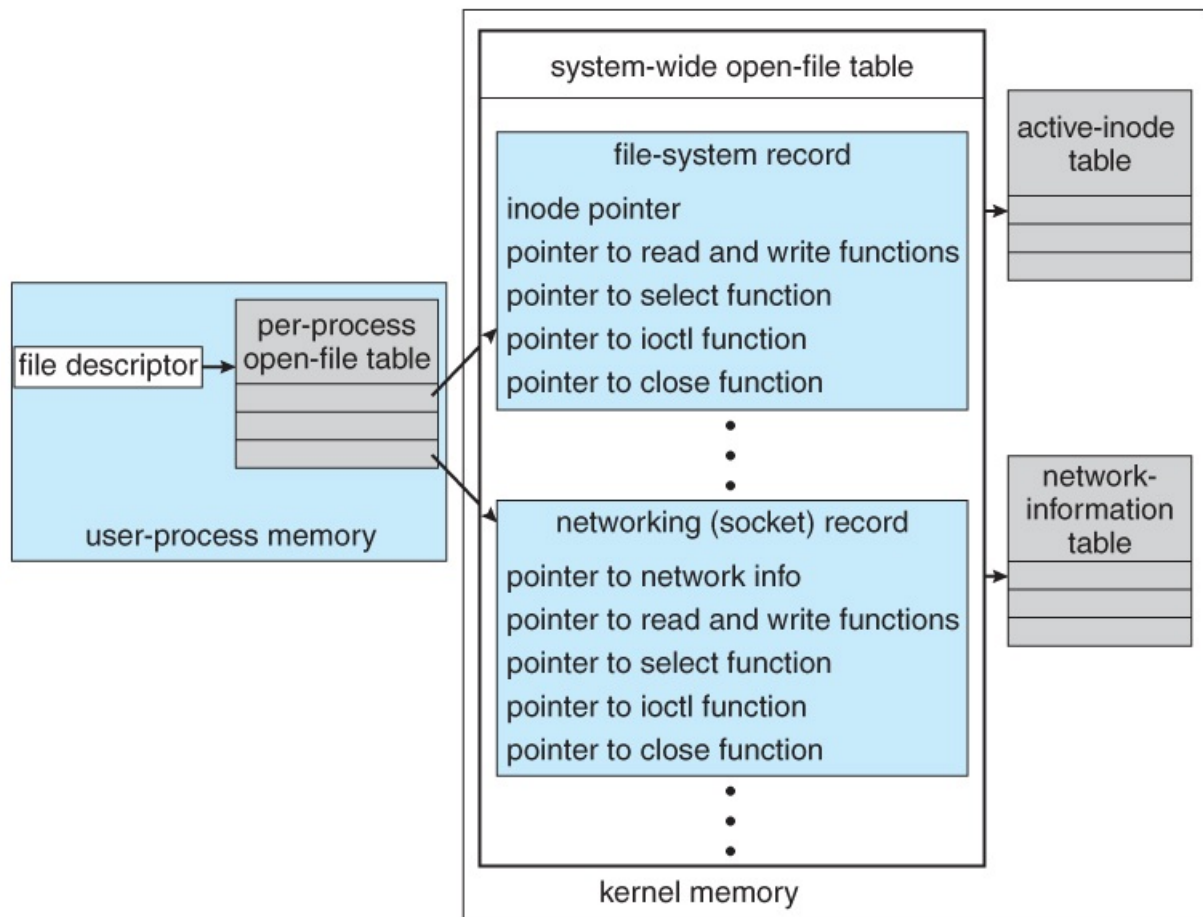 system-wide open-file table
file-system record
inode pointer
pointer to read and write functions
pointer to select function
pointer to ioctl function
pointer to close function
active-inode
table
file descriptor
per-process
open-file table
user-process memory
networking (socket) record
pointer to network info
pointer to read and write functions
pointer to select function
pointer to ioctl function
pointer to close function
network-
information
table
kernel memory